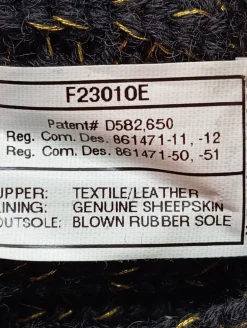 F23010E
Patent# D582,650
Reg. Com. Des. 861471-11, -12
Reg. Com. Des. 861471-50, -51
UPPER: TEXTILE/LEATHER
LINING: GENUINE SHEEPSKIN
OUTSOLE: BLOWN RUBBER SOLE